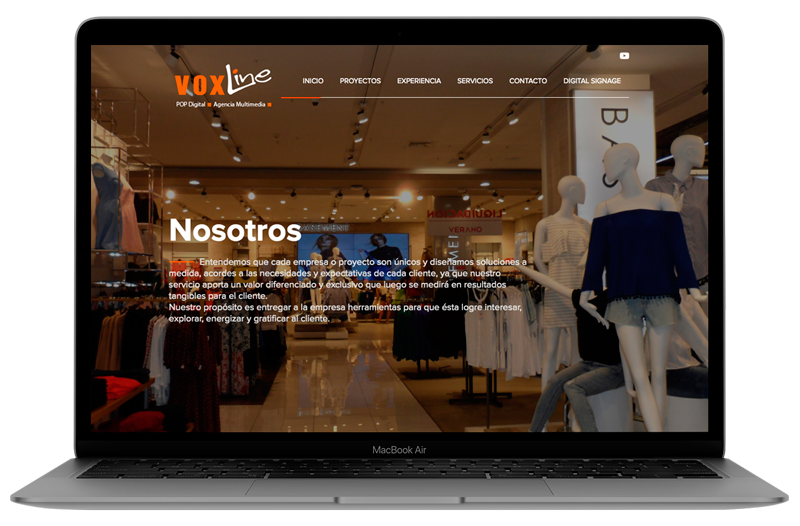 VOXLine
POP Digital Agencia Multimedia
INICIO PROYECTOS EXPERIENCIA SERVICIOS CONTACTO DIGITAL SIGNAGE
BAS
LIQUIDACION
VERANO
Nosotros
Entendemos que cada empresa o proyecto son únicos y diseñamos soluciones a
medida, acordes a las necesidades y expectativas de cada cliente, ya que nuestro
servicio aporta un valor diferenciado y exclusivo que luego se medirá en resultados
tangibles para el cliente.
Nuestro propósito es entregar a la empresa herramientas para que ésta logre interesar,
explorar, energizar y gratificar al cliente.
MacBook Air